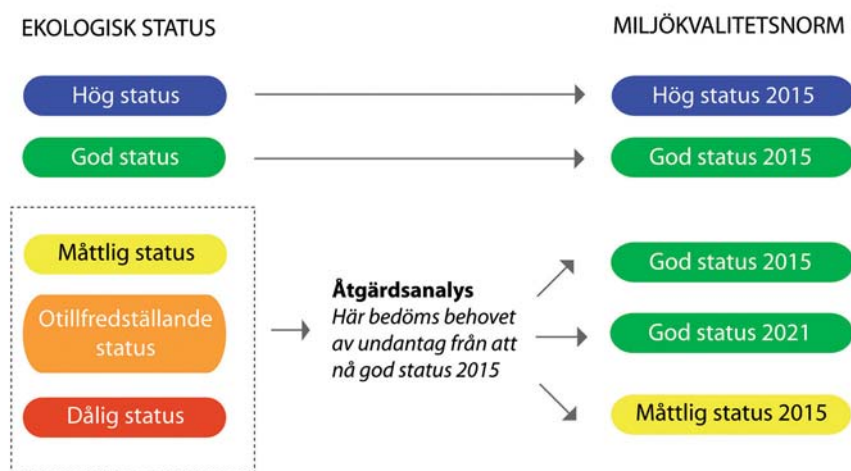 EKOLOGISK STATUS
MILJÖKVALITETSNORM
Hög status
Hög status 2015
God status
God status 2015
Måttlig status
Otillfredställande
status
Dålig status
Åtgärdsanalys
Här bedöms behovet
av undantag från att
nå god status 2015
God status 2015
God status 2021
Måttlig status 2015